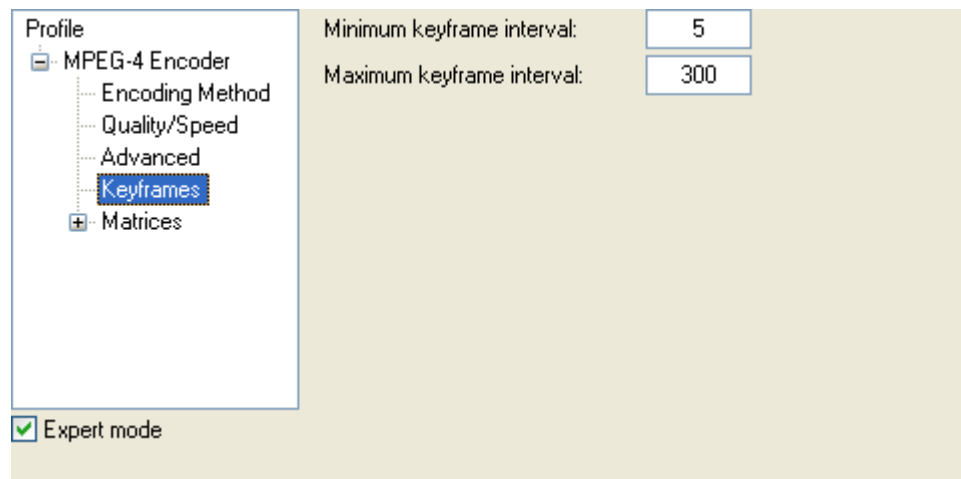 Profile
MPEG-4 Encoder
Encoding Method
Quality/Speed
Advanced
Keyframes
Matrices
Expert mode
Minimum keyframe interval: 5
Maximum keyframe interval: 300